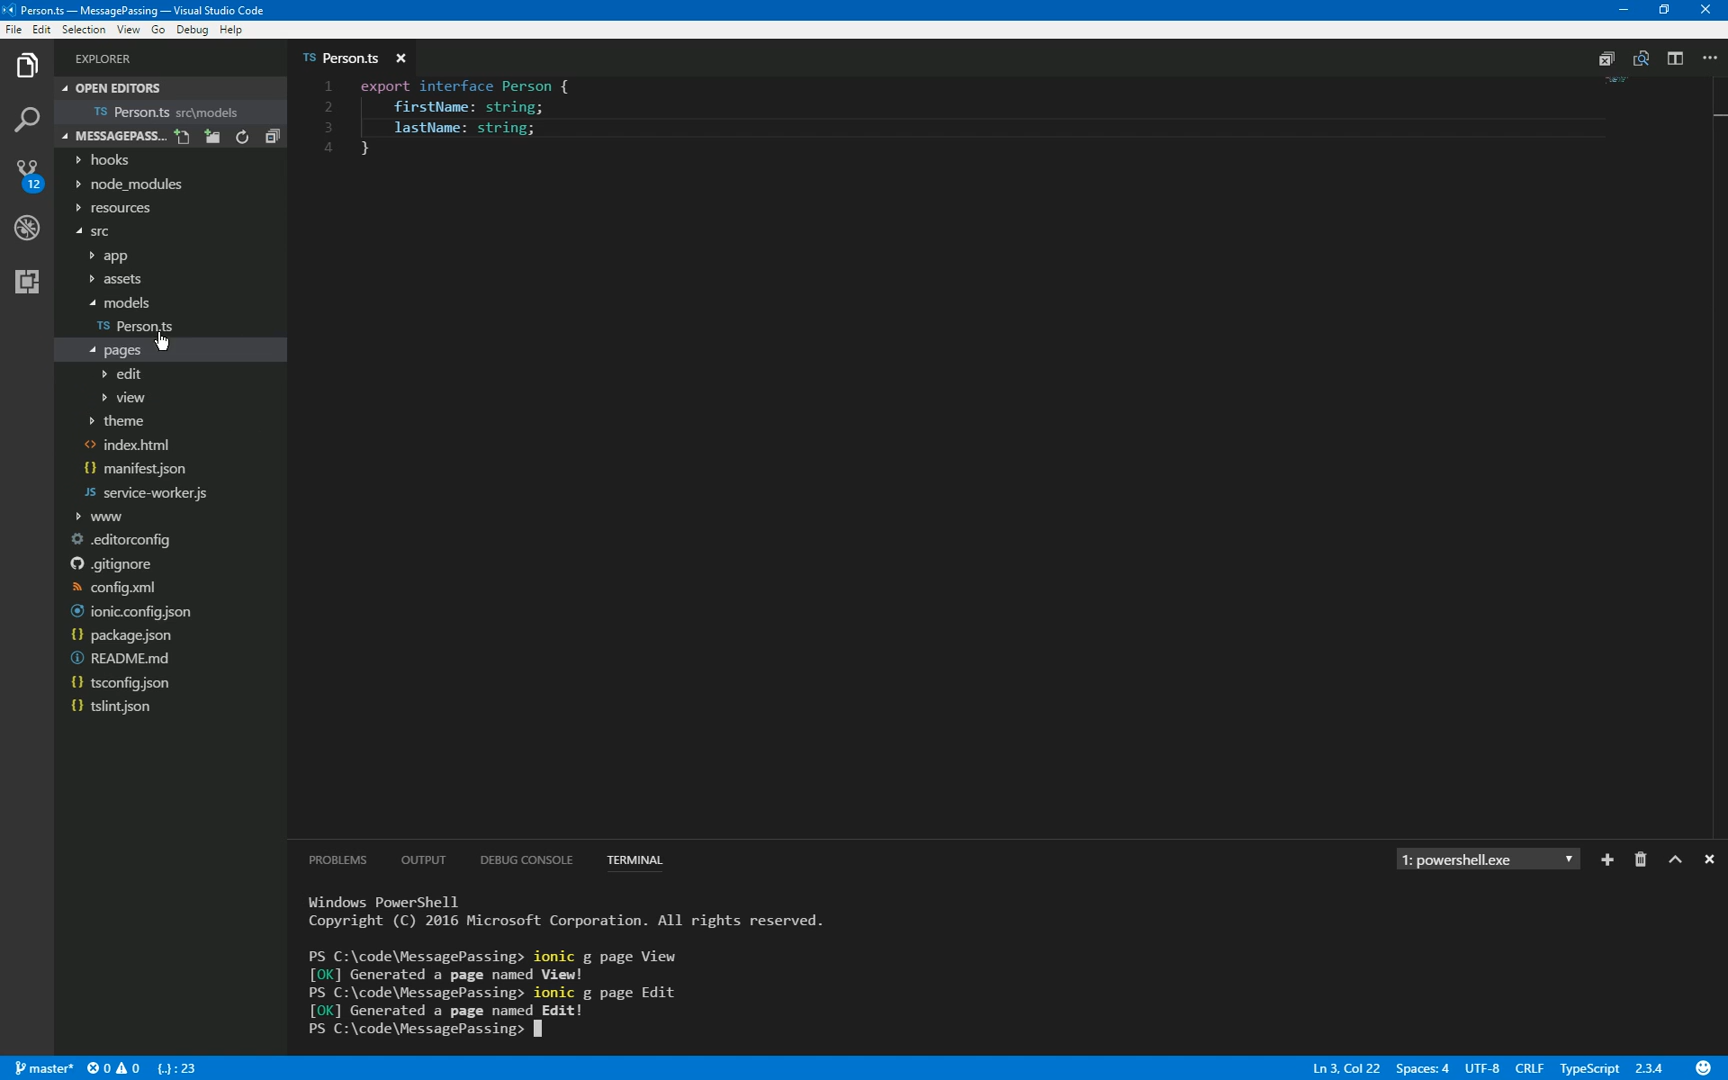 Person.ts — MessagePassing — Visual Studio Code
File Edit Selection View Go Debug Help
EXPLORER
OPEN EDITORS
TS Person.ts src\models
MESSAGEPASS...
hooks
node_modules
resources
src
app
assets
models
TS Person.ts
pages
edit
view
theme
<> index.html
{} manifest.json
JS service-worker.js
www
.editorconfig
.gitignore
config.xml
ionic.config.json
{} package.json
README.md
{} tsconfig.json
{} tslint.json
12
TS Person.ts
1 export interface Person {
2 firstName: string;
3 lastName: string;
4 }
PROBLEMS OUTPUT DEBUG CONSOLE TERMINAL 1: powershell.exe
Windows PowerShell
Copyright (C) 2016 Microsoft Corporation. All rights reserved.
PS C:\code\MessagePassing> ionic g page View
[OK] Generated a page named View!
PS C:\code\MessagePassing> ionic g page Edit
[OK] Generated a page named Edit!
PS C:\code\MessagePassing>
master* 0 0 {..} : 23 Ln 3, Col 22 Spaces: 4 UTF-8 CRLF TypeScript 2.3.4